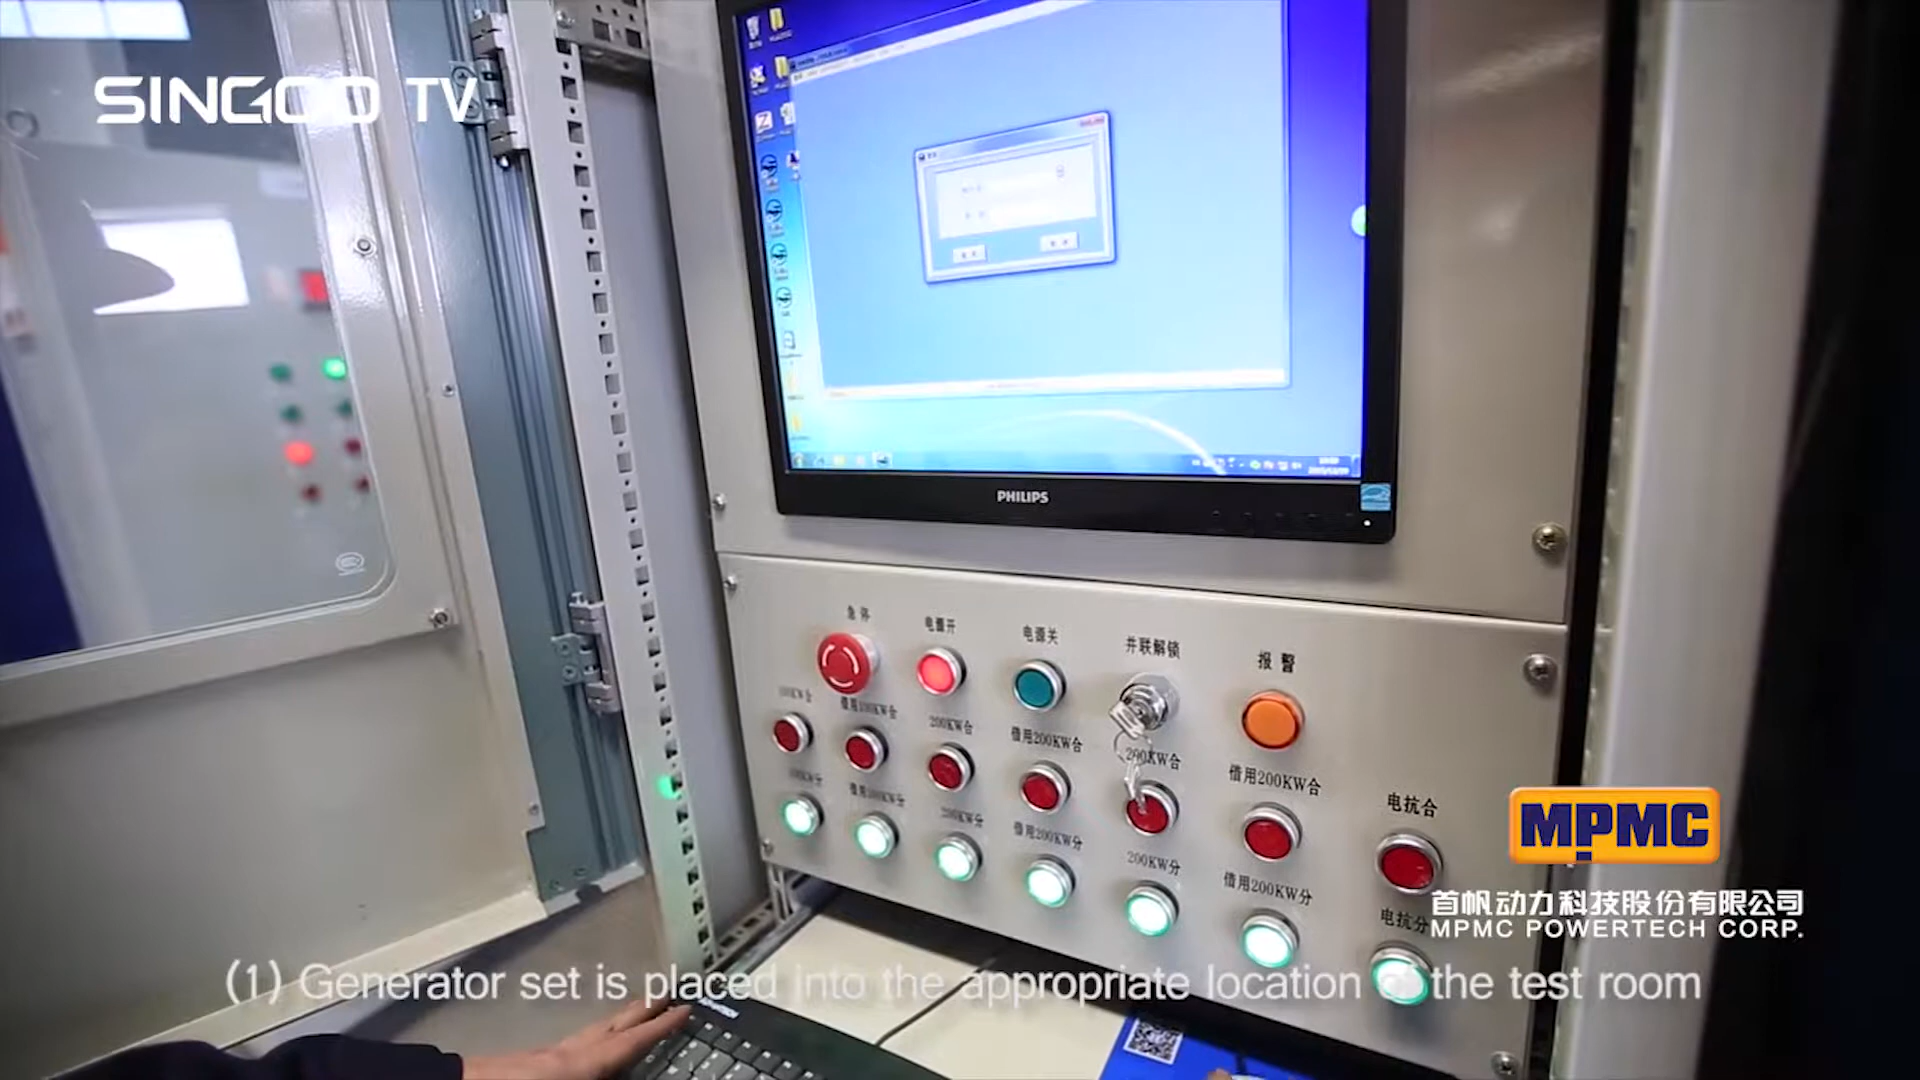 SINGOO TV
PHILIPS
急停
电源开
电源关
并联解锁
报警
100KW合
借用100KW合
200KW合
借用200KW合
200KW合
借用200KW合
电抗合
100KW分
借用100KW分
200KW分
借用200KW分
200KW分
借用200KW分
电抗分
MPMC
首帆动力科技股份有限公司
MPMC POWERTECH CORP.
(1) Generator set is placed into the appropriate location of the test room